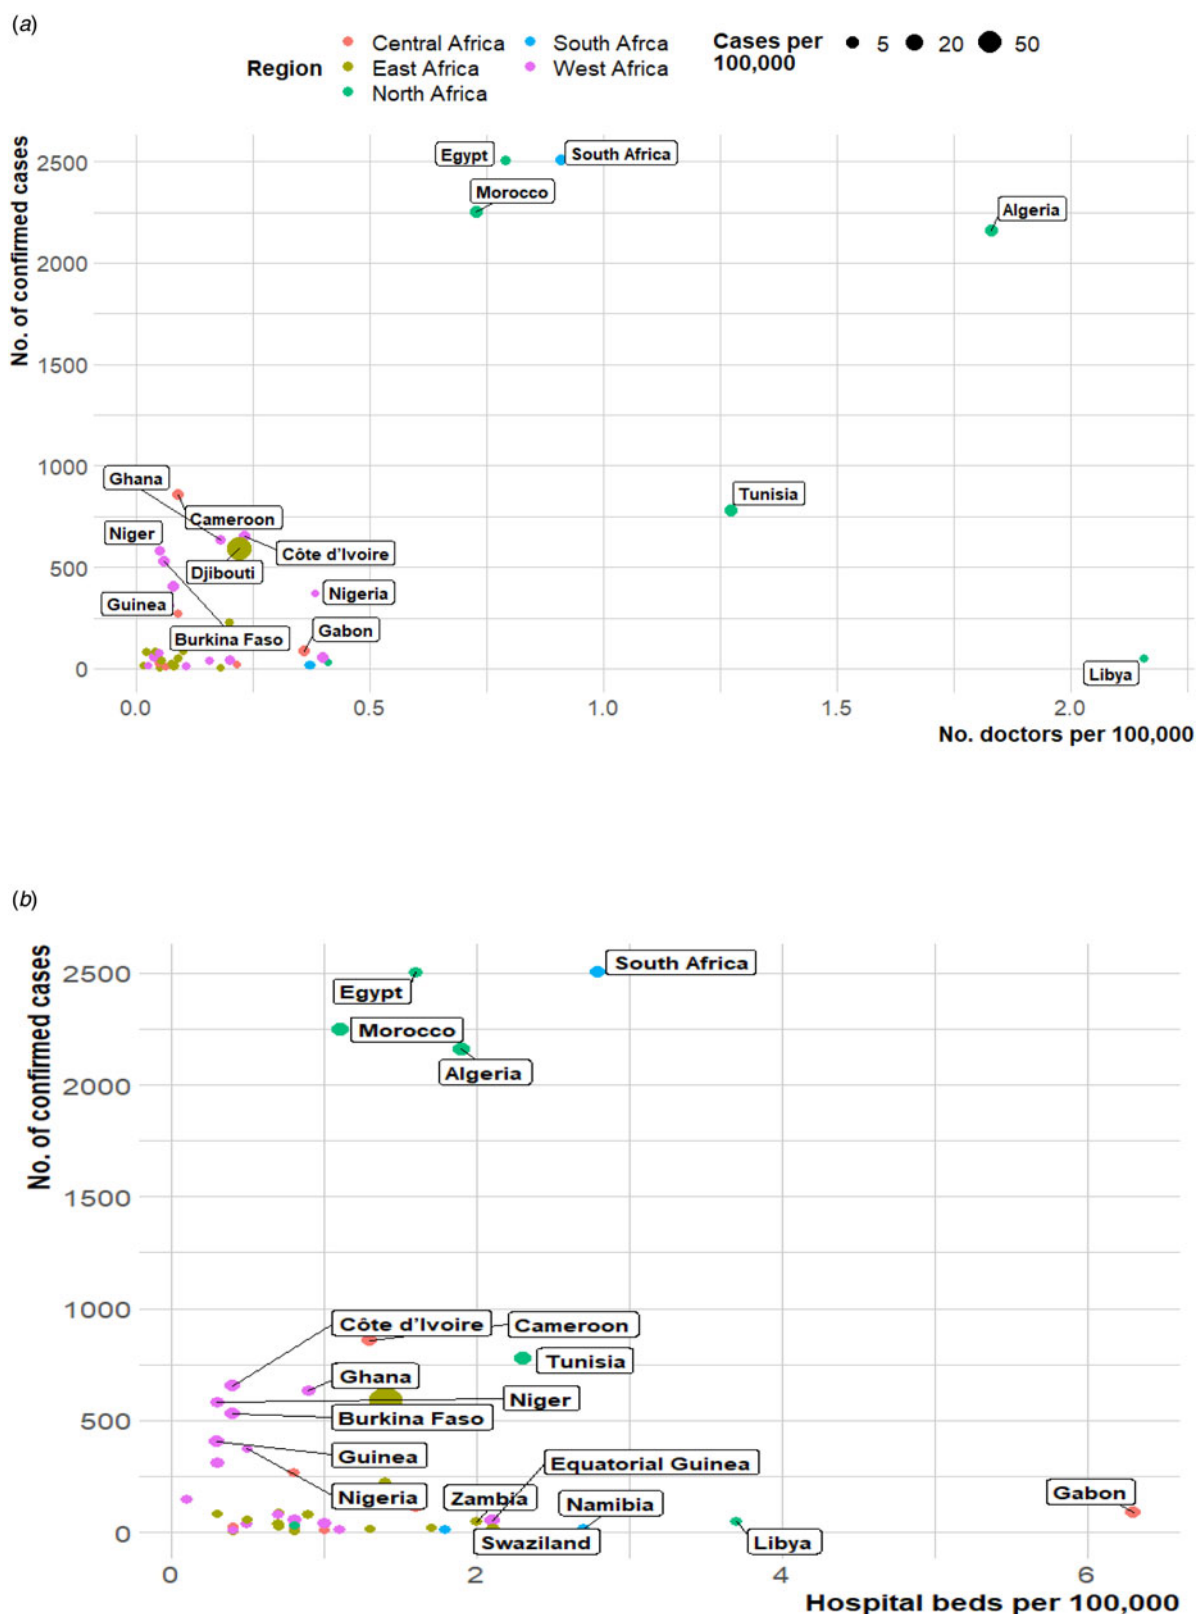 (a)
Region
Central Africa
South Afrca
East Africa
West Africa
North Africa
Cases per
100,000
5
20
50
No. of confirmed cases
2500
2000
1500
1000
500
0
Egypt
South Africa
Morocco
Algeria
Ghana
Cameroon
Niger
Côte d'Ivoire
Djibouti
Tunisia
Guinea
Nigeria
Burkina Faso
Gabon
Libya
0.0
0.5
1.0
1.5
2.0
No. doctors per 100,000
(b)
No. of confirmed cases
2500
2000
1500
1000
500
0
South Africa
Egypt
Morocco
Algeria
Côte d'Ivoire
Cameroon
Tunisia
Ghana
Niger
Burkina Faso
Guinea
Equatorial Guinea
Nigeria
Zambia
Namibia
Gabon
Swaziland
Libya
0
2
4
6
Hospital beds per 100,000